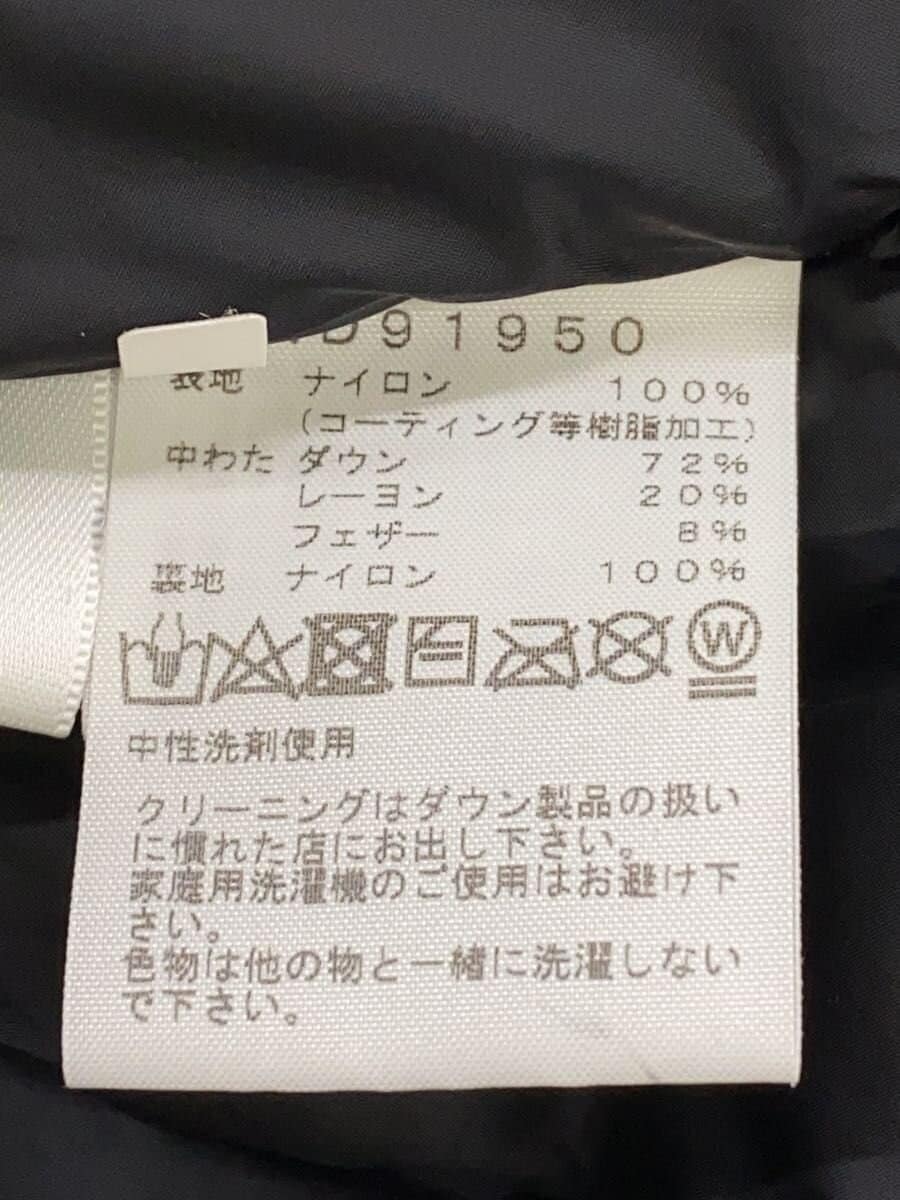 D91950
表地 ナイロン 100%
(コーティング等樹脂加工)
中わた ダウン 72%
レーヨン 20%
フェザー 8%
裏地 ナイロン 100%
W
中性洗剤使用
クリーニングはダウン製品の扱い
に慣れた店にお出し下さい。
家庭用洗濯機のご使用はお避け下
さい。
色物は他の物と一緒に洗濯しない
で下さい。